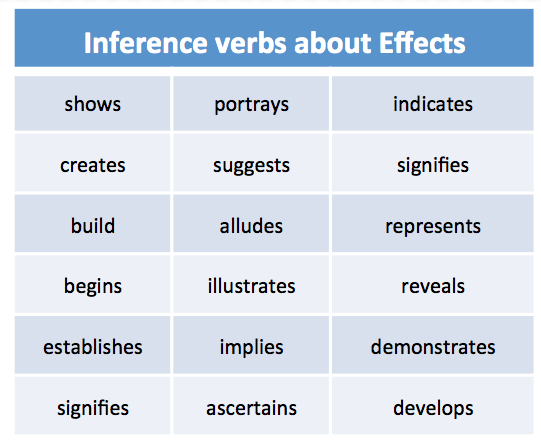 Inference verbs about Effects
shows portrays indicates
creates suggests signifies
build alludes represents
begins illustrates reveals
establishes implies demonstrates
signifies ascertains develops